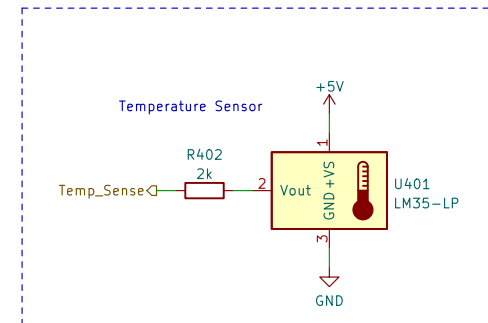 +5V
Temperature Sensor
1
R402
2k
Temp_Sense
2
Vout
GND
+VS
U401
LM35-LP
3
GND